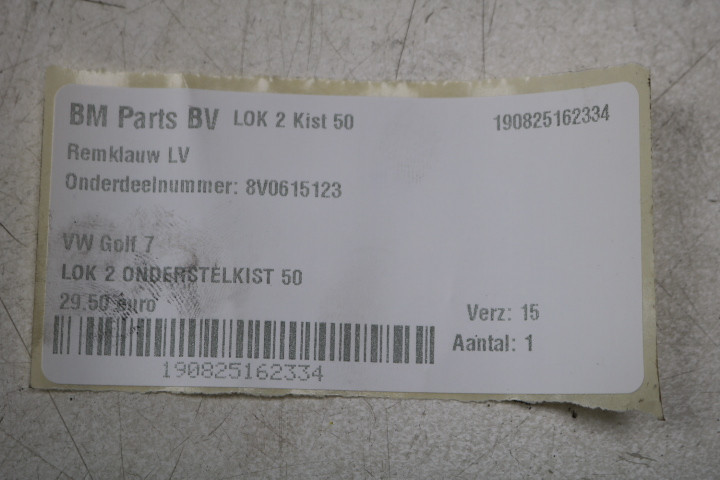 BM Parts BV LOK 2 Kist 50 190825162334
Remklauw LV
Onderdeelnummer: 8V0615123
VW Golf 7
LOK 2 ONDERSTELKIST 50
29.50 euro
Verz: 15
Aantal: 1
190825162334